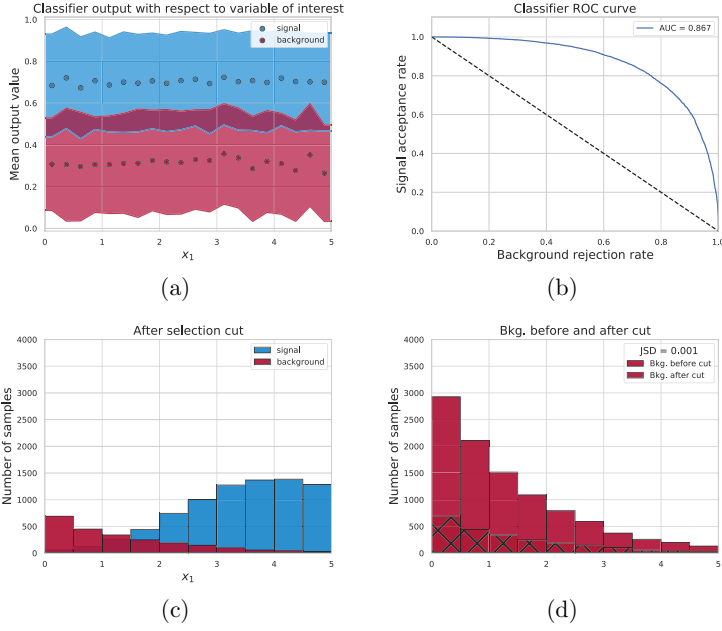 Classifier output with respect to variable of interest
signal
background
Mean output value
1.0
0.8
0.6
0.4
0.2
0.0
0 1 2 3 4 5
x1
(a)
Classifier ROC curve
AUC = 0.867
Signal acceptance rate
1.0
0.8
0.6
0.4
0.2
0.0
0.0 0.2 0.4 0.6 0.8 1.0
Background rejection rate
(b)
After selection cut
signal
background
Number of samples
4000
3500
3000
2500
2000
1500
1000
500
0
0 1 2 3 4 5
x1
(c)
Bkg. before and after cut
JSD = 0.001
Bkg. before cut
Bkg. after cut
Number of samples
4000
3500
3000
2500
2000
1500
1000
500
0
0 1 2 3 4 5
(d)